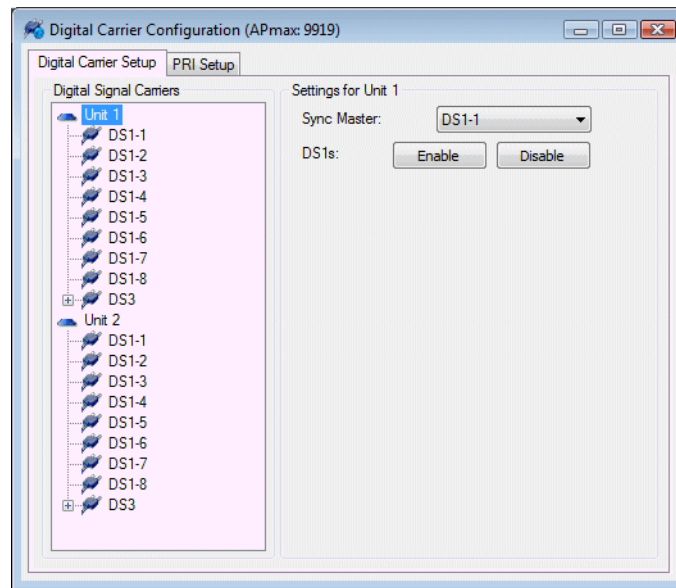 Digital Carrier Configuration (APmax: 9919)
Digital Carrier Setup PRI Setup
Digital Signal Carriers
Unit 1
DS1-1
DS1-2
DS1-3
DS1-4
DS1-5
DS1-6
DS1-7
DS1-8
DS3
Unit 2
DS1-1
DS1-2
DS1-3
DS1-4
DS1-5
DS1-6
DS1-7
DS1-8
DS3
Settings for Unit 1
Sync Master: DS1-1
DS1s: Enable Disable